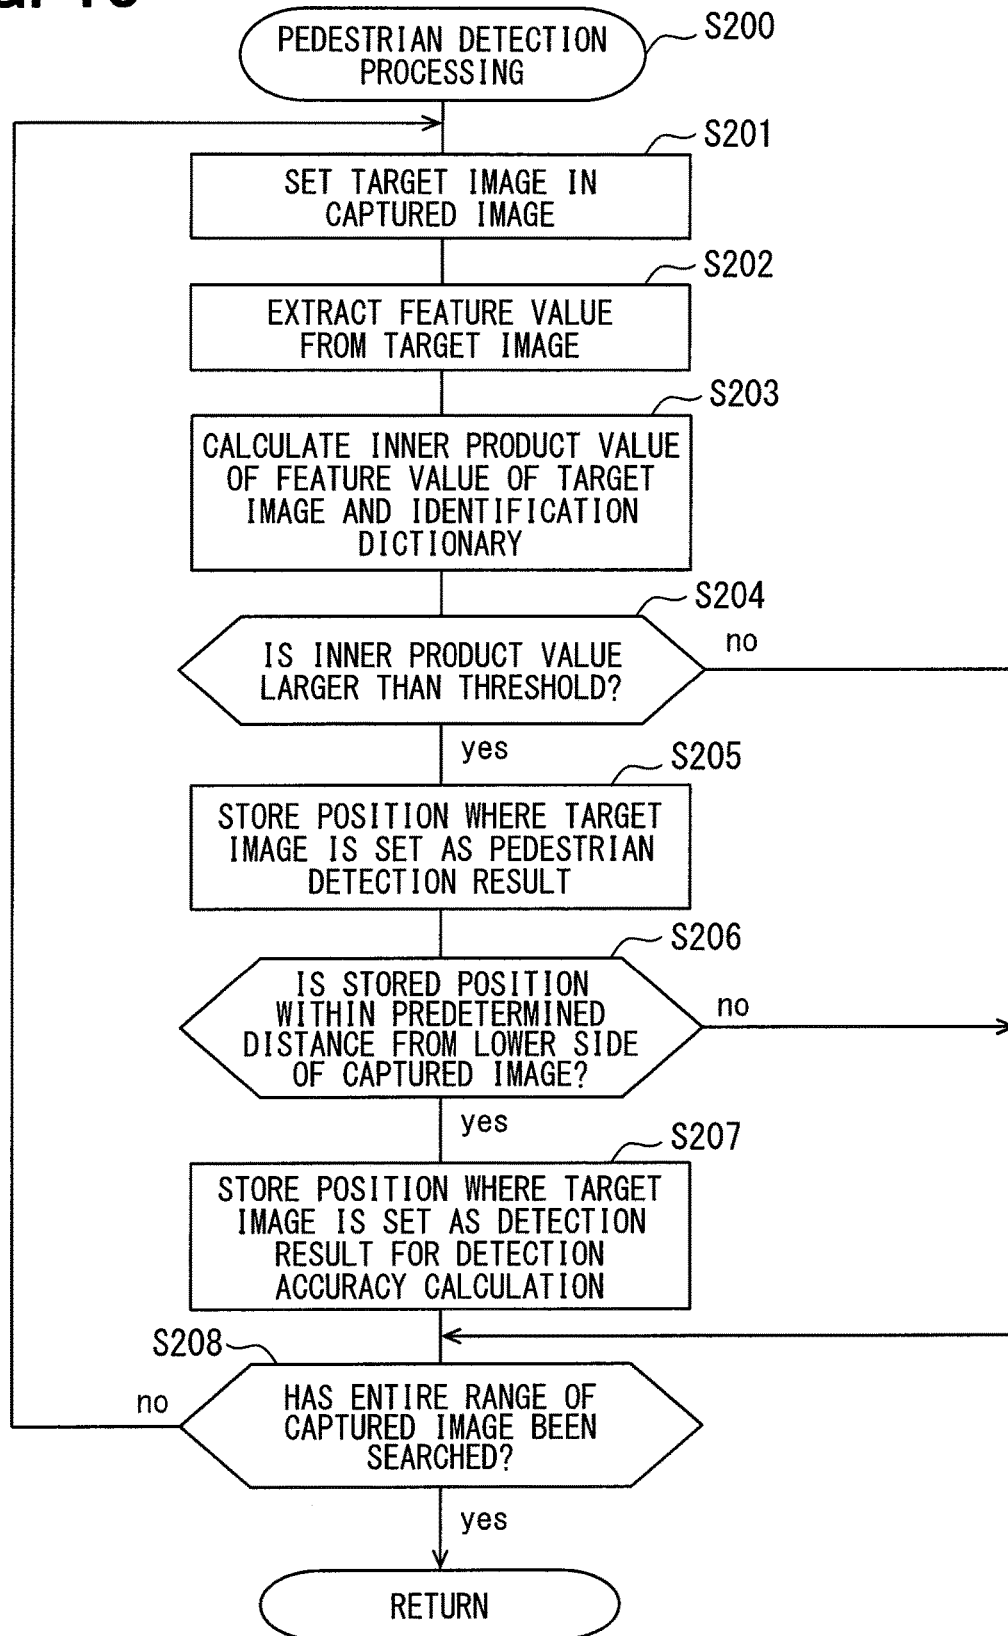 S200
PEDESTRIAN DETECTION
PROCESSING
S201
SET TARGET IMAGE IN
CAPTURED IMAGE
S202
EXTRACT FEATURE VALUE
FROM TARGET IMAGE
S203
CALCULATE INNER PRODUCT VALUE
OF FEATURE VALUE OF TARGET
IMAGE AND IDENTIFICATION
DICTIONARY
S204
IS INNER PRODUCT VALUE
LARGER THAN THRESHOLD?
no
yes
S205
STORE POSITION WHERE TARGET
IMAGE IS SET AS PEDESTRIAN
DETECTION RESULT
S206
IS STORED POSITION
WITHIN PREDETERMINED
DISTANCE FROM LOWER SIDE
OF CAPTURED IMAGE?
no
yes
S207
STORE POSITION WHERE TARGET
IMAGE IS SET AS DETECTION
RESULT FOR DETECTION
ACCURACY CALCULATION
S208
no
HAS ENTIRE RANGE OF
CAPTURED IMAGE BEEN
SEARCHED?
yes
RETURN